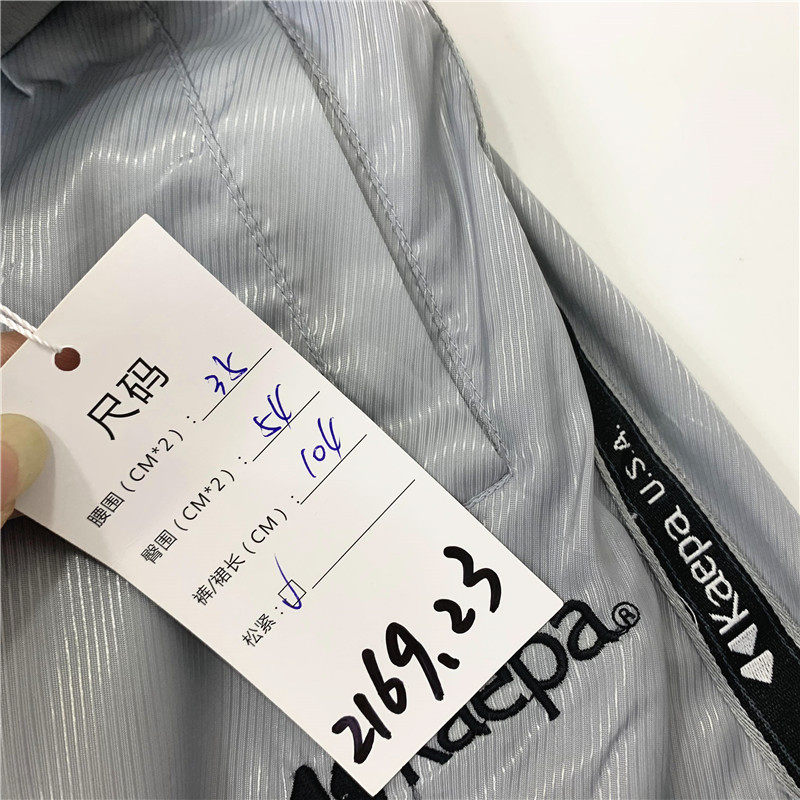 尺码
腰围(CM*2): 35
臀围(CM*2): 54
裤/裙长(CM): 104
松紧:
2169.23
Kaepa®
Kaepa U.S.A.